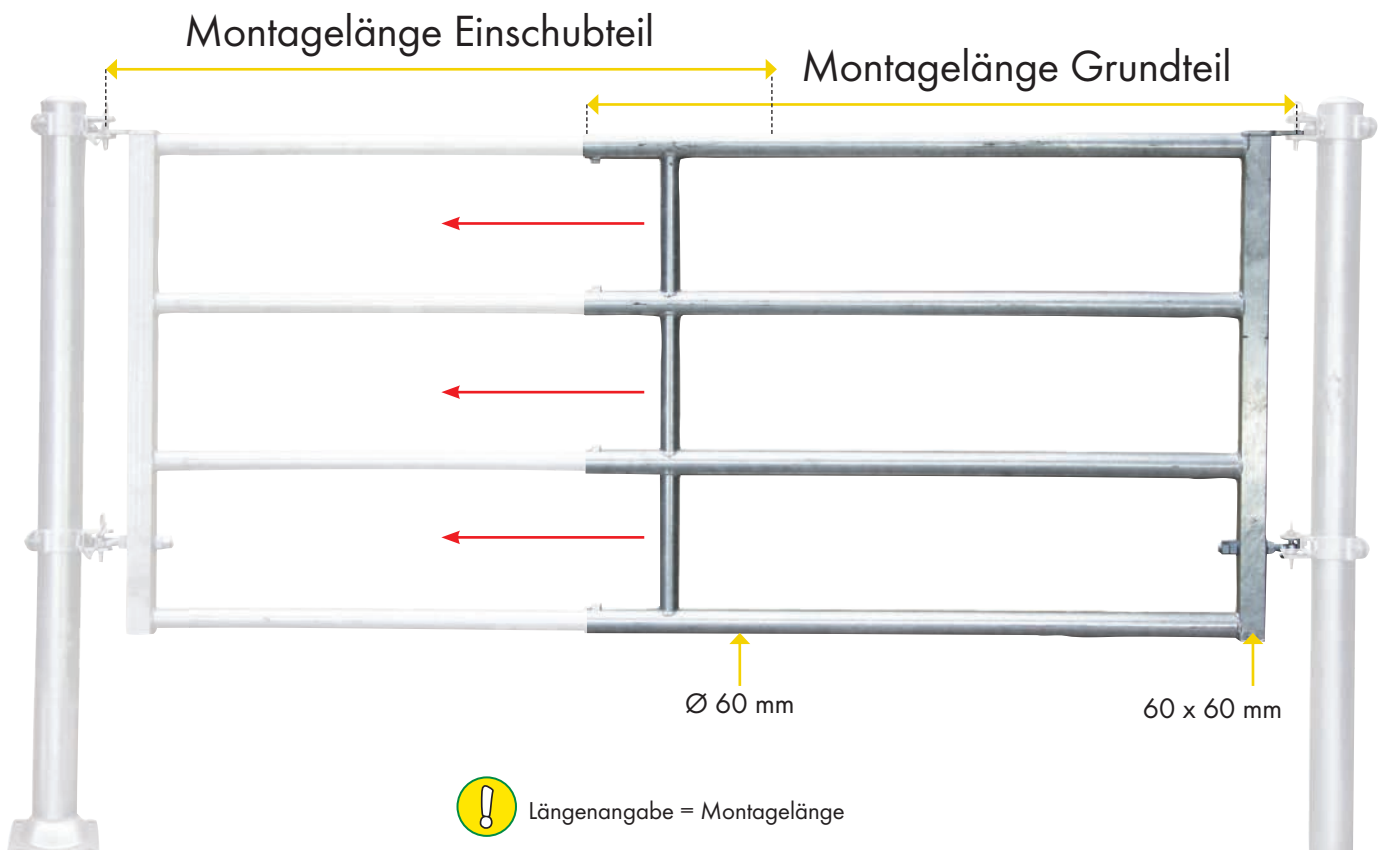 Montagelänge Einschubteil
Montagelänge Grundteil
Ø 60 mm
60 x 60 mm
Längenangabe = Montagelänge